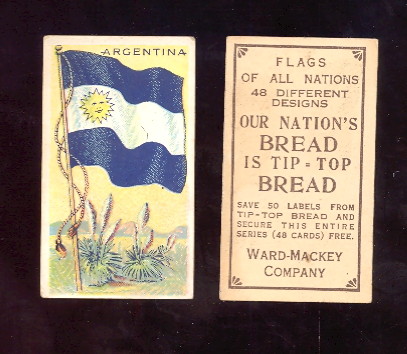 ARGENTINA
FLAGS
OF ALL NATIONS
48 DIFFERENT
DESIGNS
OUR NATION'S
BREAD
IS TIP-TOP
BREAD
SAVE 50 LABELS FROM
TIP-TOP BREAD AND
SECURE THIS ENTIRE
SERIES (48 CARDS) FREE.
WARD-MACKEY
COMPANY